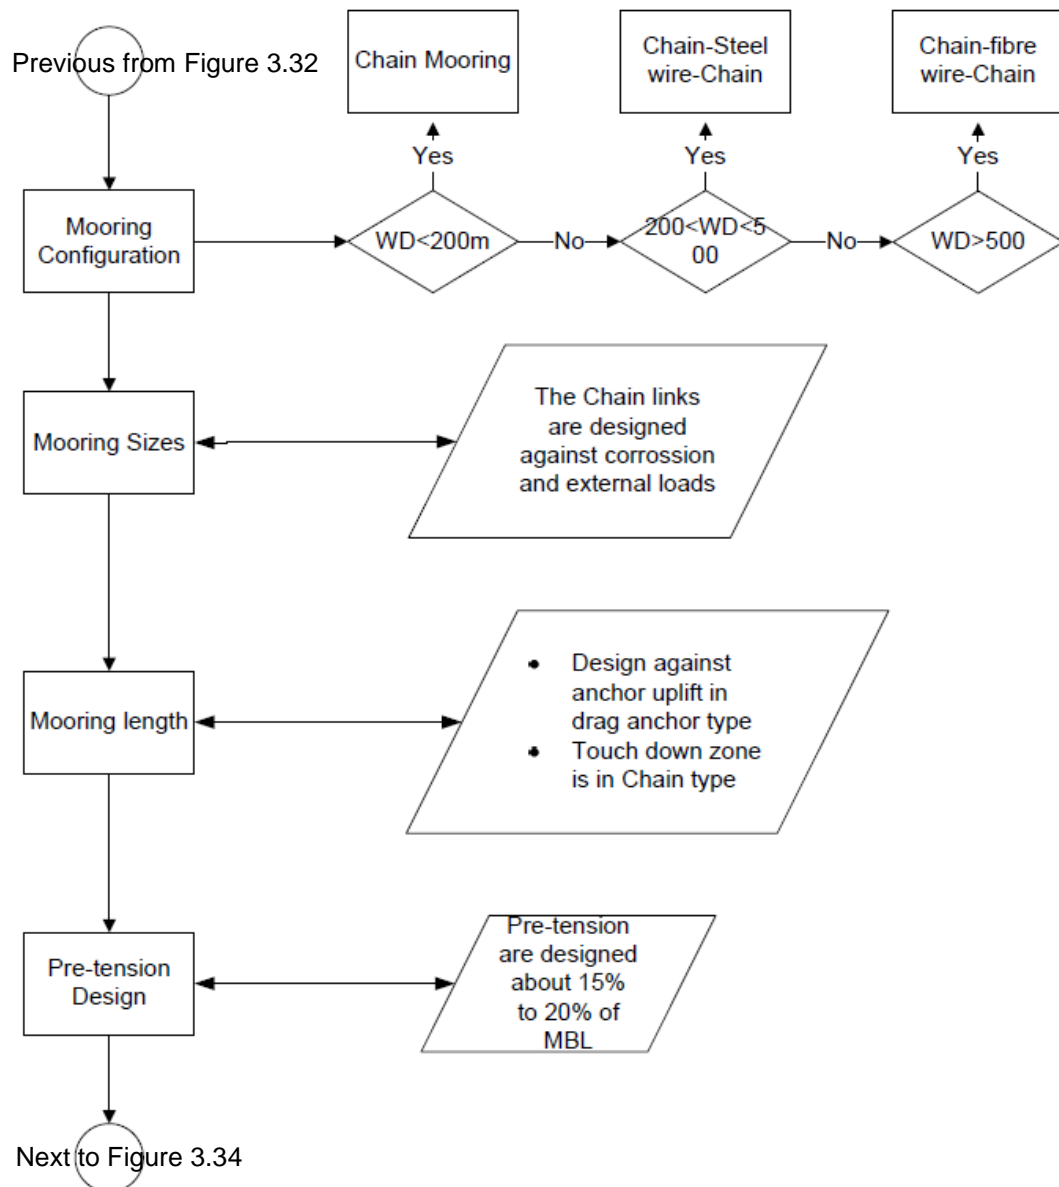 Previous from Figure 3.32
Chain Mooring
Chain-Steel
wire-Chain
Chain-fibre
wire-Chain
Yes
Yes
Yes
Mooring
Configuration
WD<200m
No
200<WD<5
00
No
WD>500
Mooring Sizes
The Chain links
are designed
against corrossion
and external loads
Mooring length
• Design against
anchor uplift in
drag anchor type
• Touch down zone
is in Chain type
Pre-tension
Design
Pre-tension
are designed
about 15%
to 20% of
MBL
Next to Figure 3.34